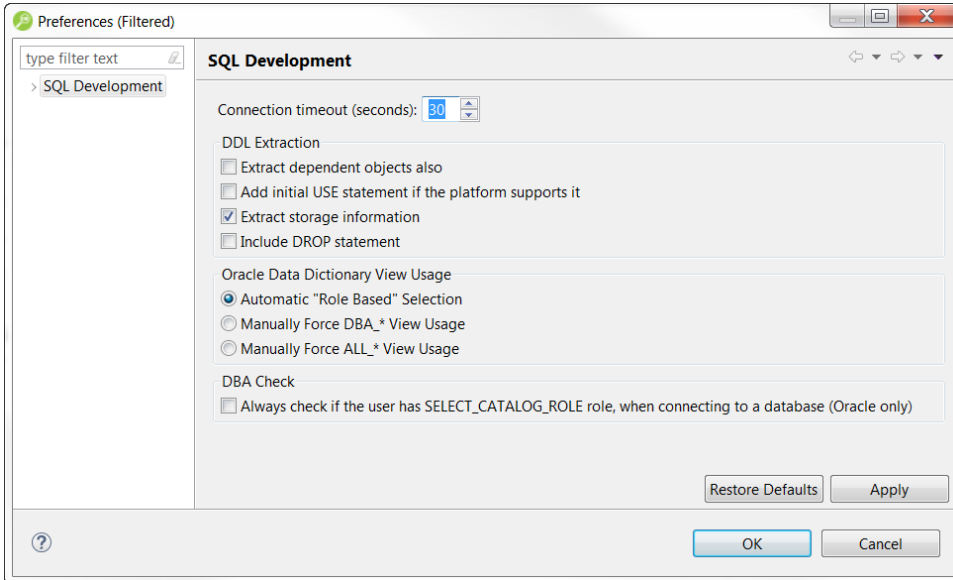 Preferences (Filtered)
type filter text
SQL Development
SQL Development
Connection timeout (seconds): 30
DDL Extraction
Extract dependent objects also
Add initial USE statement if the platform supports it
Extract storage information
Include DROP statement
Oracle Data Dictionary View Usage
Automatic "Role Based" Selection
Manually Force DBA_* View Usage
Manually Force ALL_* View Usage
DBA Check
Always check if the user has SELECT_CATALOG_ROLE role, when connecting to a database (Oracle only)
Restore Defaults Apply
? OK Cancel